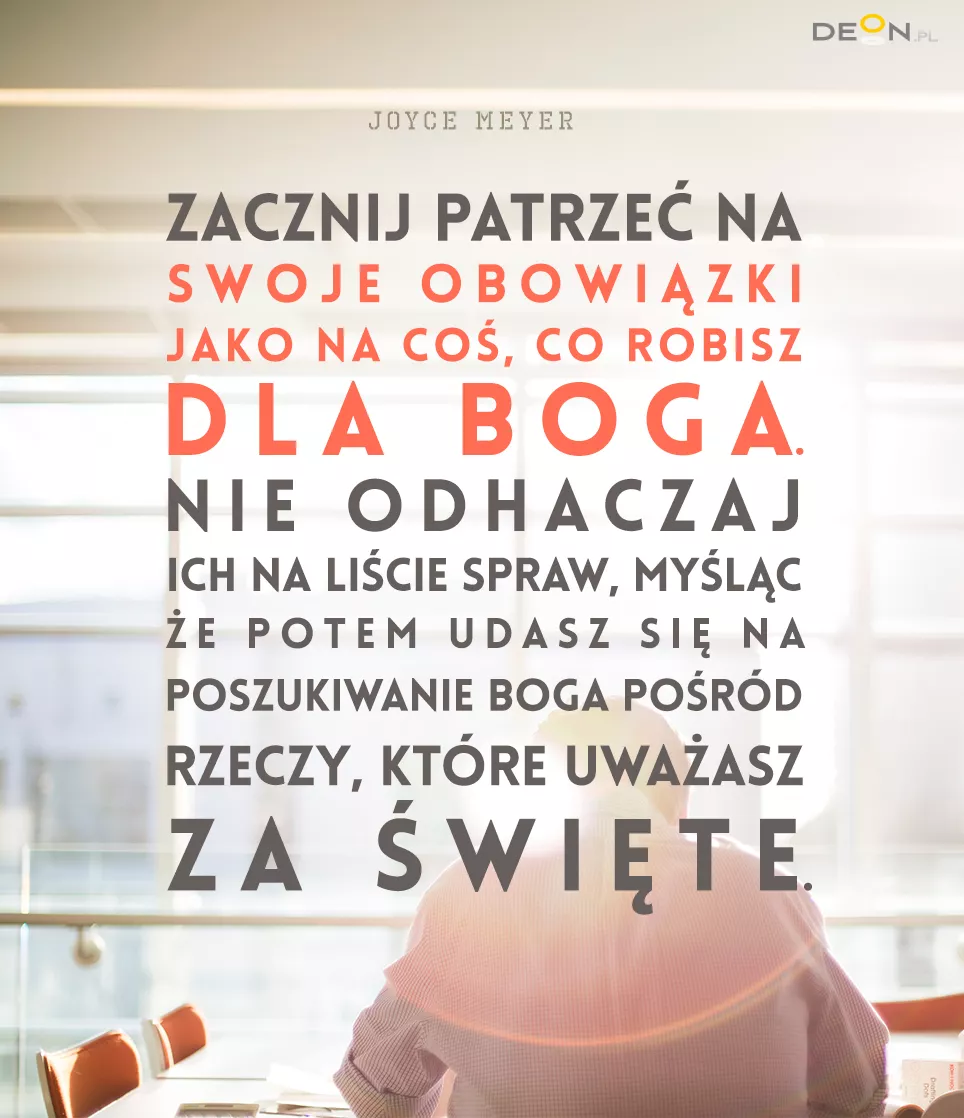 DEON.PL
JOYCE MEYER
ZACZNIJ PATRZEĆ NA
SWOJE OBOWIĄZKI
JAKO NA COŚ, CO ROBISZ
DLA BOGA.
NIE ODHACZAJ
ICH NA LIŚCIE SPRAW, MYŚLĄC
ŻE POTEM UDASZ SIĘ NA
POSZUKIWANIE BOGA POŚRÓD
RZECZY, KTÓRE UWAŻASZ
ZA ŚWIĘTE.